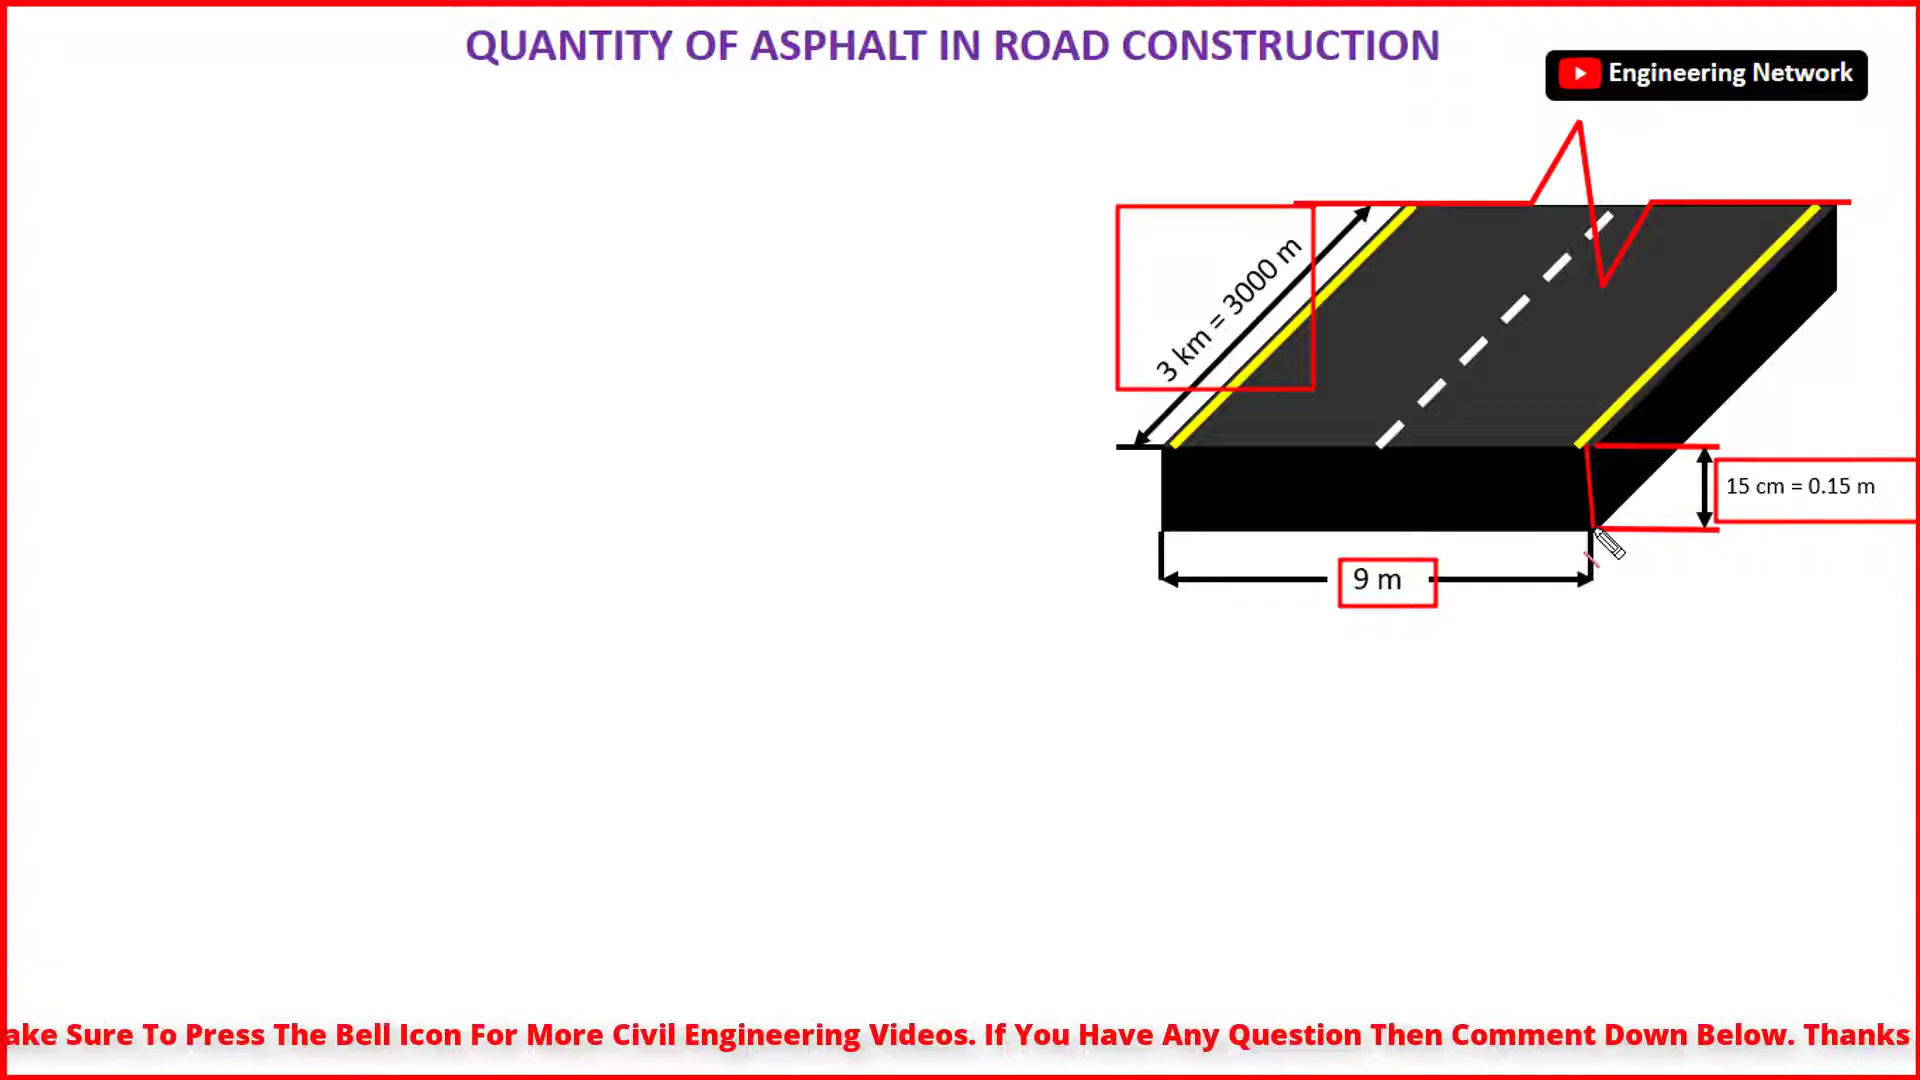 QUANTITY OF ASPHALT IN ROAD CONSTRUCTION
Engineering Network
3 km = 3000 m
15 cm = 0.15 m
9 m
ake Sure To Press The Bell Icon For More Civil Engineering Videos. If You Have Any Question Then Comment Down Below. Thanks